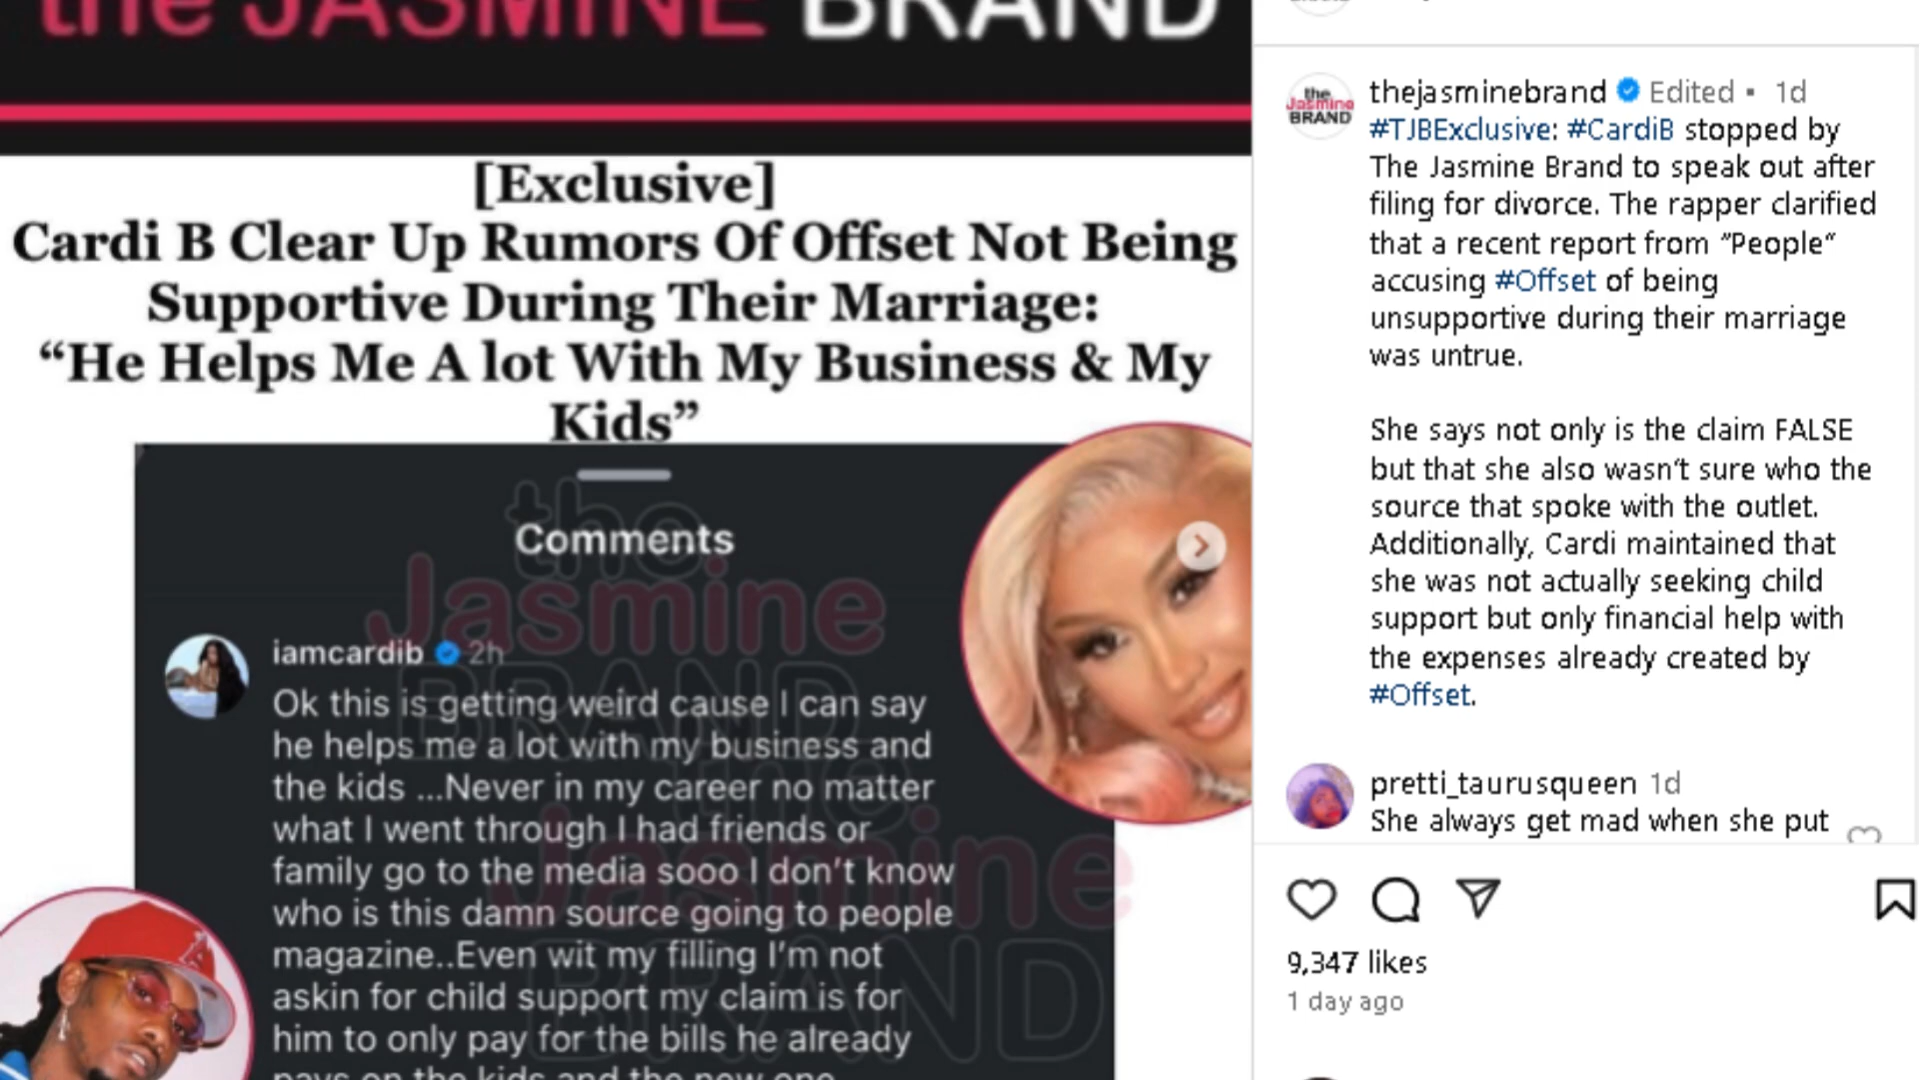 the JASMINE BRAND
[Exclusive]
Cardi B Clear Up Rumors Of Offset Not Being
Supportive During Their Marriage:
“He Helps Me A lot With My Business & My
Kids”
the
Jasmine
BRAND
Comments
iamcardib 2h
Ok this is getting weird cause I can say
he helps me a lot with my business and
the kids ...Never in my career no matter
what I went through I had friends or
family go to the media sooo I don’t know
who is this damn source going to people
magazine..Even wit my filling I’m not
askin for child support my claim is for
him to only pay for the bills he already
pays on the kids and the new one
the
Jasmine
BRAND
A
the
Jasmine
BRAND
thejasminebrand Edited • 1d
#TJBExclusive: #CardiB stopped by
The Jasmine Brand to speak out after
filing for divorce. The rapper clarified
that a recent report from “People“
accusing #Offset of being
unsupportive during their marriage
was untrue.
She says not only is the claim FALSE
but that she also wasn’t sure who the
source that spoke with the outlet.
Additionally, Cardi maintained that
she was not actually seeking child
support but only financial help with
the expenses already created by
#Offset.
pretti_taurusqueen 1d
She always get mad when she put
9,347 likes
1 day ago